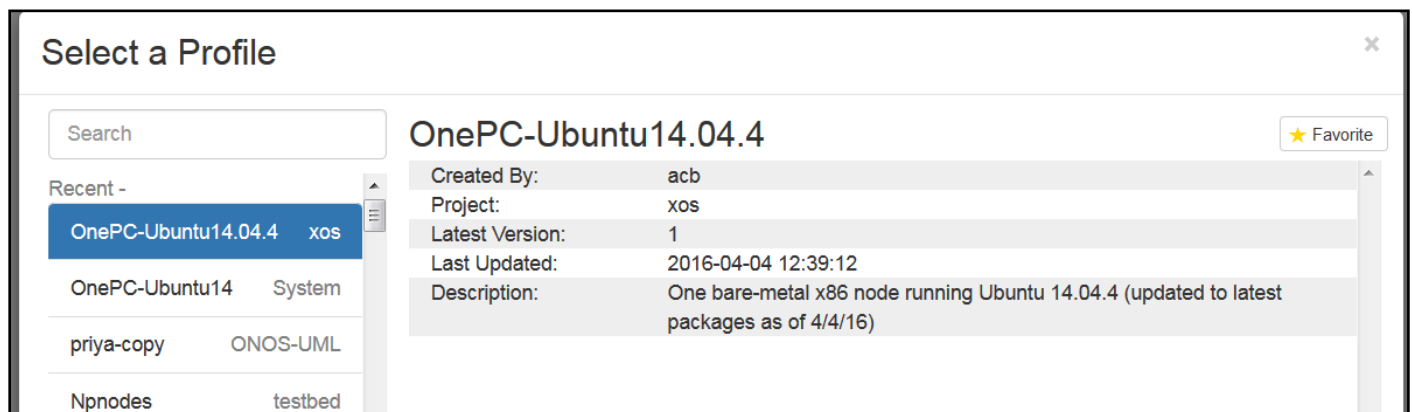 Select a Profile
×
Search
Recent -
OnePC-Ubuntu14.04.4 xos
OnePC-Ubuntu14 System
priya-copy ONOS-UML
Npnodes testbed
OnePC-Ubuntu14.04.4
Favorite
Created By: acb
Project: xos
Latest Version: 1
Last Updated: 2016-04-04 12:39:12
Description: One bare-metal x86 node running Ubuntu 14.04.4 (updated to latest
packages as of 4/4/16)